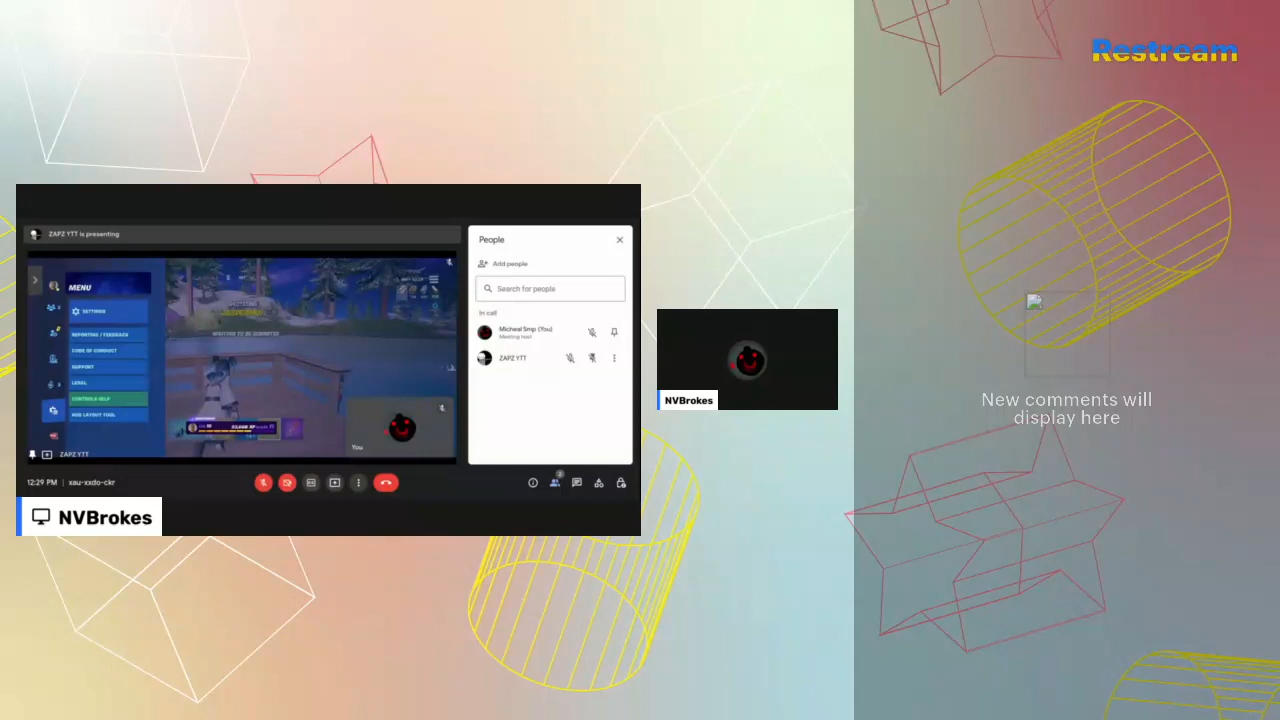 Restream
ZAPZ YTT is presenting
People
Add people
Search for people
In call
Micheal Smp (You)
Meeting host
ZAPZ YTT
MENU
SETTINGS
REPORTING / FEEDBACK
CODE OF CONDUCT
SUPPORT
LEGAL
CONTROLS HELP
HUD LAYOUT TOOL
You
ZAPZ YTT
12:29 PM | xau-xxdo-ckr
2
NVBrokes
NVBrokes
New comments will
display here